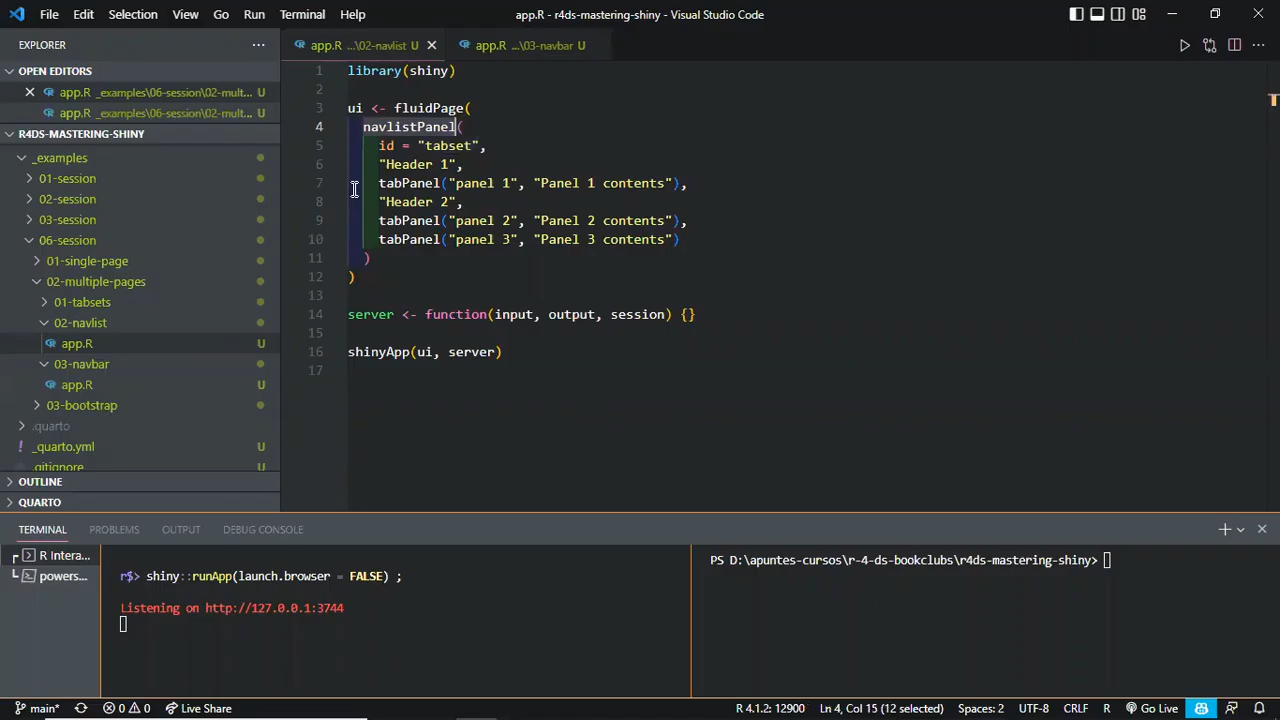 File Edit Selection View Go Run Terminal Help
app.R - r4ds-mastering-shiny - Visual Studio Code
EXPLORER
OPEN EDITORS
app.R _examples\06-session\02-mult... U
app.R _examples\06-session\02-mult... U
R4DS-MASTERING-SHINY
_examples
01-session
02-session
03-session
06-session
01-single-page
02-multiple-pages
01-tabsets
02-navlist
app.R U
03-navbar
app.R U
03-bootstrap
.quarto
! _quarto.yml U
.gitignore U
OUTLINE
QUARTO
app.R ...\02-navlist U
app.R ...\03-navbar U
1 library(shiny)
2
3 ui <- fluidPage(
4 navlistPanel(
5 id = "tabset",
6 "Header 1",
7 tabPanel("panel 1", "Panel 1 contents"),
8 "Header 2",
9 tabPanel("panel 2", "Panel 2 contents"),
10 tabPanel("panel 3", "Panel 3 contents")
11 )
12 )
13
14 server <- function(input, output, session) {}
15
16 shinyApp(ui, server)
17
TERMINAL PROBLEMS OUTPUT DEBUG CONSOLE
R Intera...
powers...
r$> shiny::runApp(launch.browser = FALSE) ;
Listening on http://127.0.0.1:3744
PS D:\apuntes-cursos\r-4-ds-bookclubs\r4ds-mastering-shiny>
main* 0 0 Live Share
R 4.1.2: 12900 Ln 4, Col 15 (12 selected) Spaces: 2 UTF-8 CRLF R Go Live